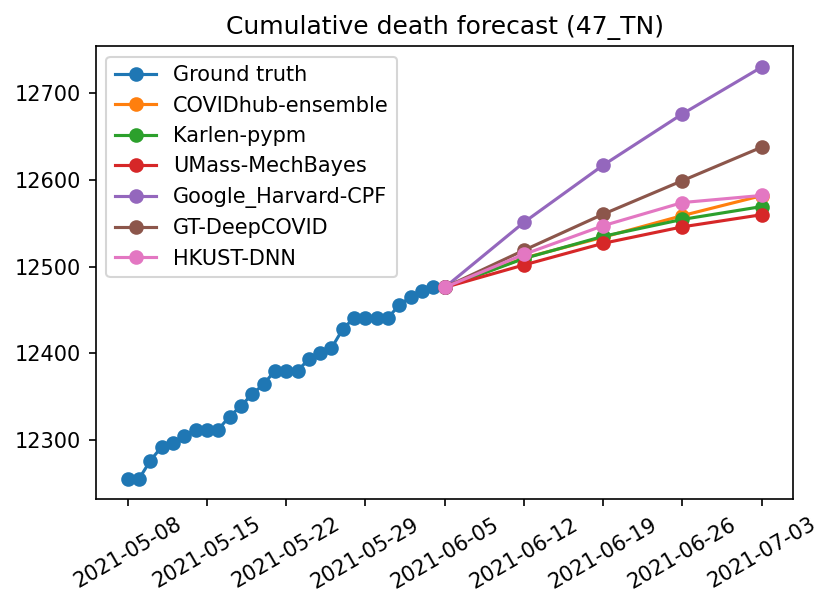 Cumulative death forecast (47_TN)
Ground truth
COVIDhub-ensemble
Karlen-pypm
UMass-MechBayes
Google_Harvard-CPF
GT-DeepCOVID
HKUST-DNN
12700
12600
12500
12400
12300
2021-05-08
2021-05-15
2021-05-22
2021-05-29
2021-06-05
2021-06-12
2021-06-19
2021-06-26
2021-07-03